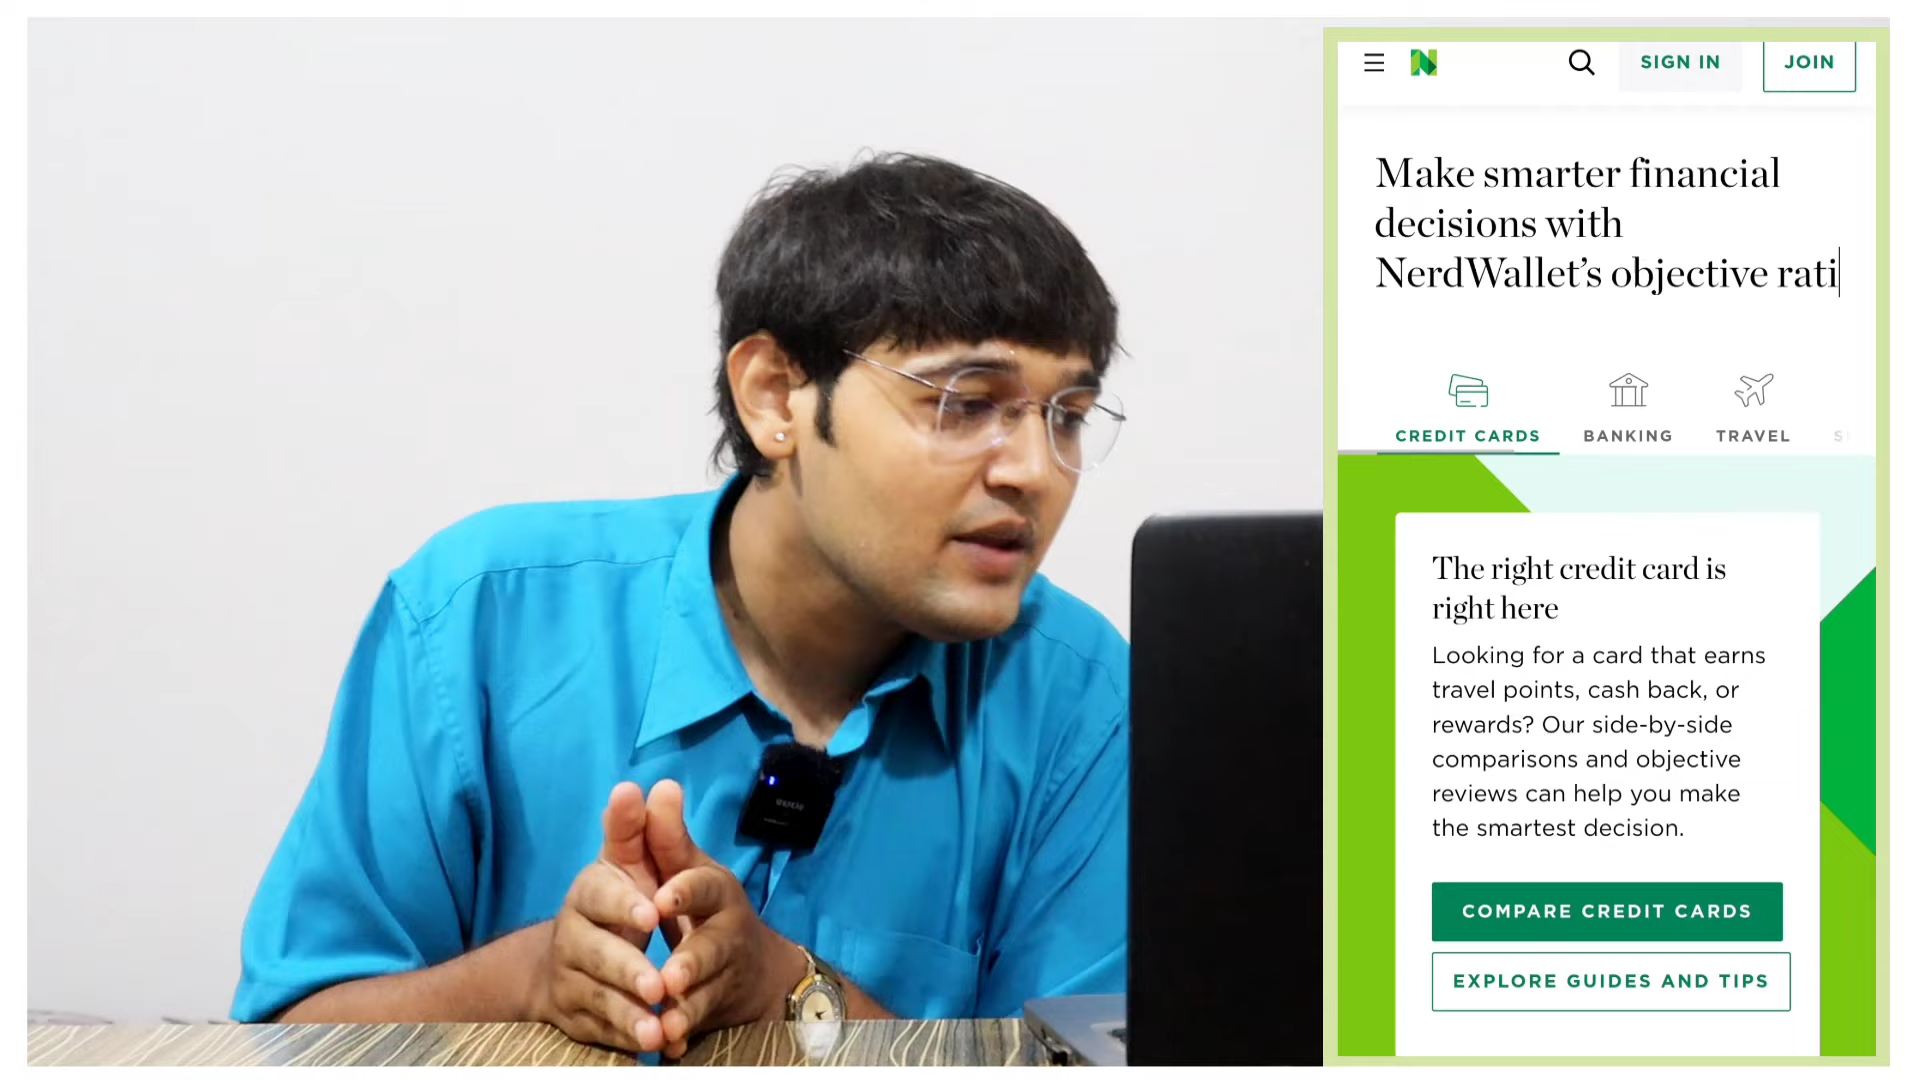 SIGN IN
JOIN
Make smarter financial
decisions with
NerdWallet’s objective rati
CREDIT CARDS
BANKING
TRAVEL
The right credit card is
right here
Looking for a card that earns
travel points, cash back, or
rewards? Our side-by-side
comparisons and objective
reviews can help you make
the smartest decision.
COMPARE CREDIT CARDS
EXPLORE GUIDES AND TIPS